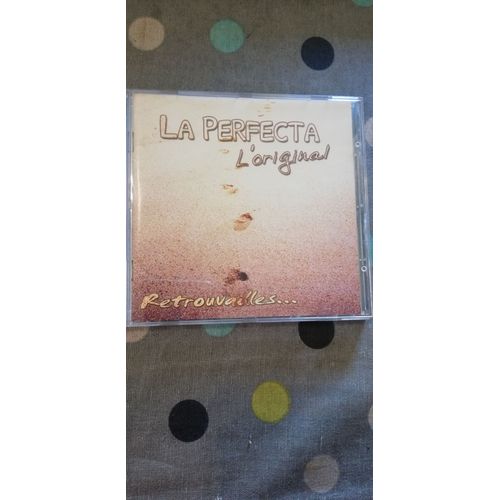 LA PERFECTA
L'original
Retrouvailles...